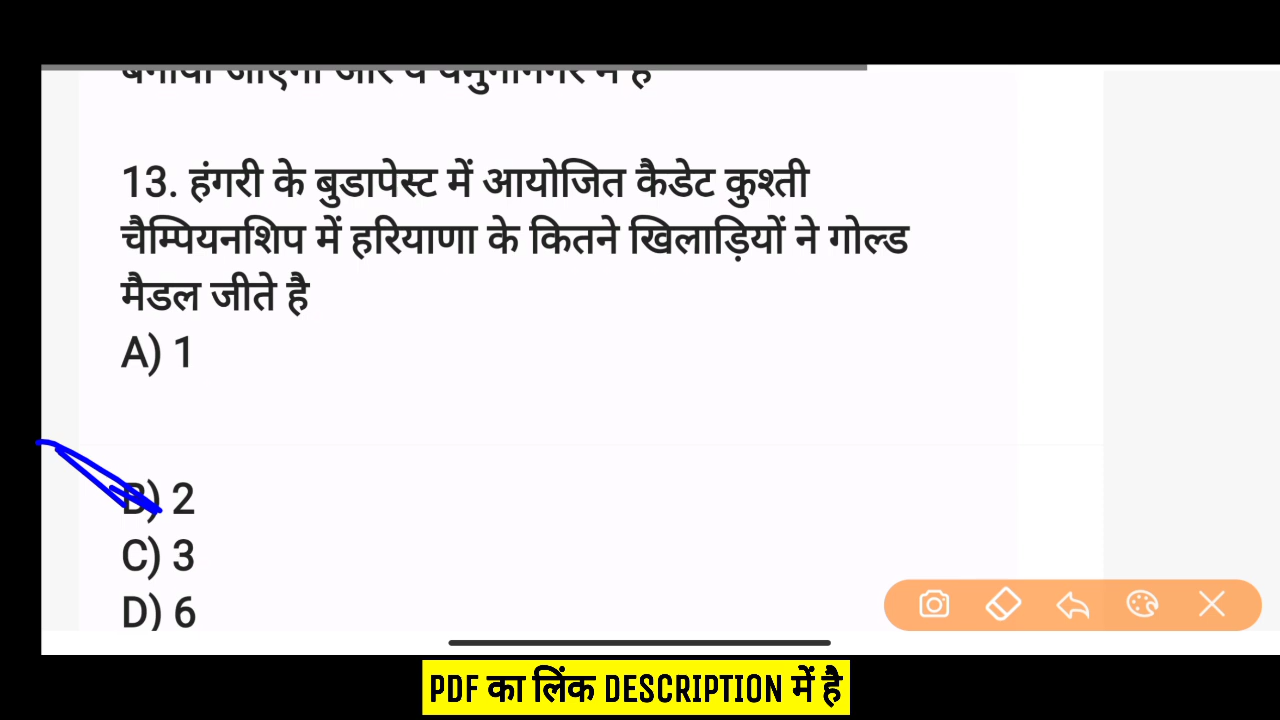 13. हंगरी के बुडापेस्ट में आयोजित कैडेट कुश्ती
चैम्पियनशिप में हरियाणा के कितने खिलाड़ियों ने गोल्ड
मैडल जीते है
A) 1
B) 2
C) 3
D) 6
PDF का लिंक DESCRIPTION में है